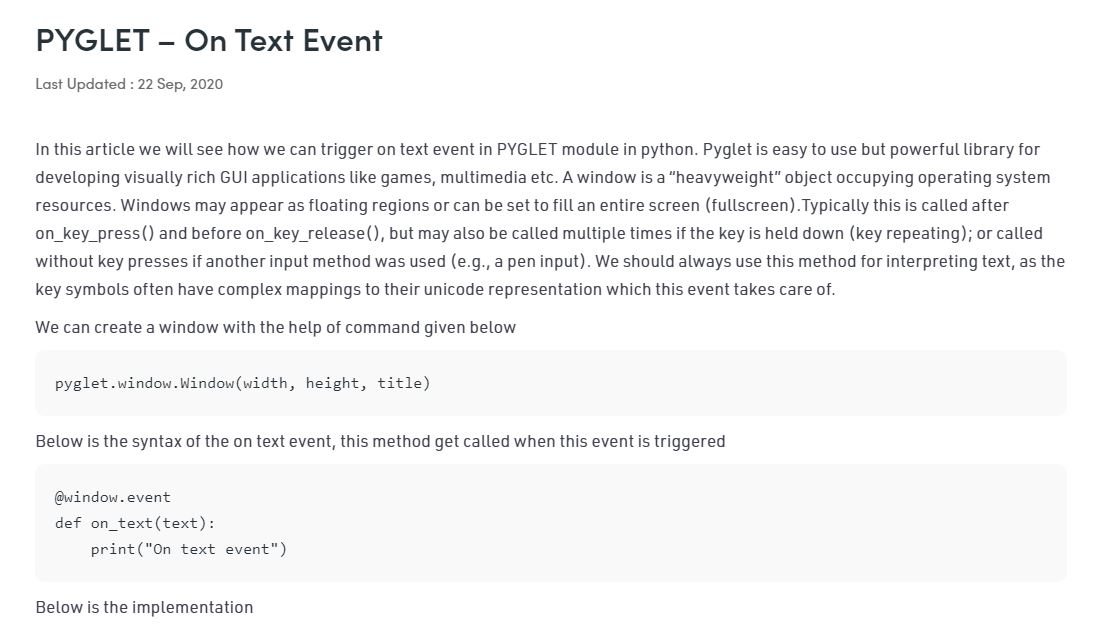 PYGLET – On Text Event
Last Updated : 22 Sep, 2020
In this article we will see how we can trigger on text event in PYGLET module in python. Pyglet is easy to use but powerful library for
developing visually rich GUI applications like games, multimedia etc. A window is a “heavyweight” object occupying operating system
resources. Windows may appear as floating regions or can be set to fill an entire screen (fullscreen).Typically this is called after
on_key_press() and before on_key_release(), but may also be called multiple times if the key is held down (key repeating); or called
without key presses if another input method was used (e.g., a pen input). We should always use this method for interpreting text, as the
key symbols often have complex mappings to their unicode representation which this event takes care of.
We can create a window with the help of command given below
pyglet.window.Window(width, height, title)
Below is the syntax of the on text event, this method get called when this event is triggered
@window.event
def on_text(text):
    print("On text event")
Below is the implementation